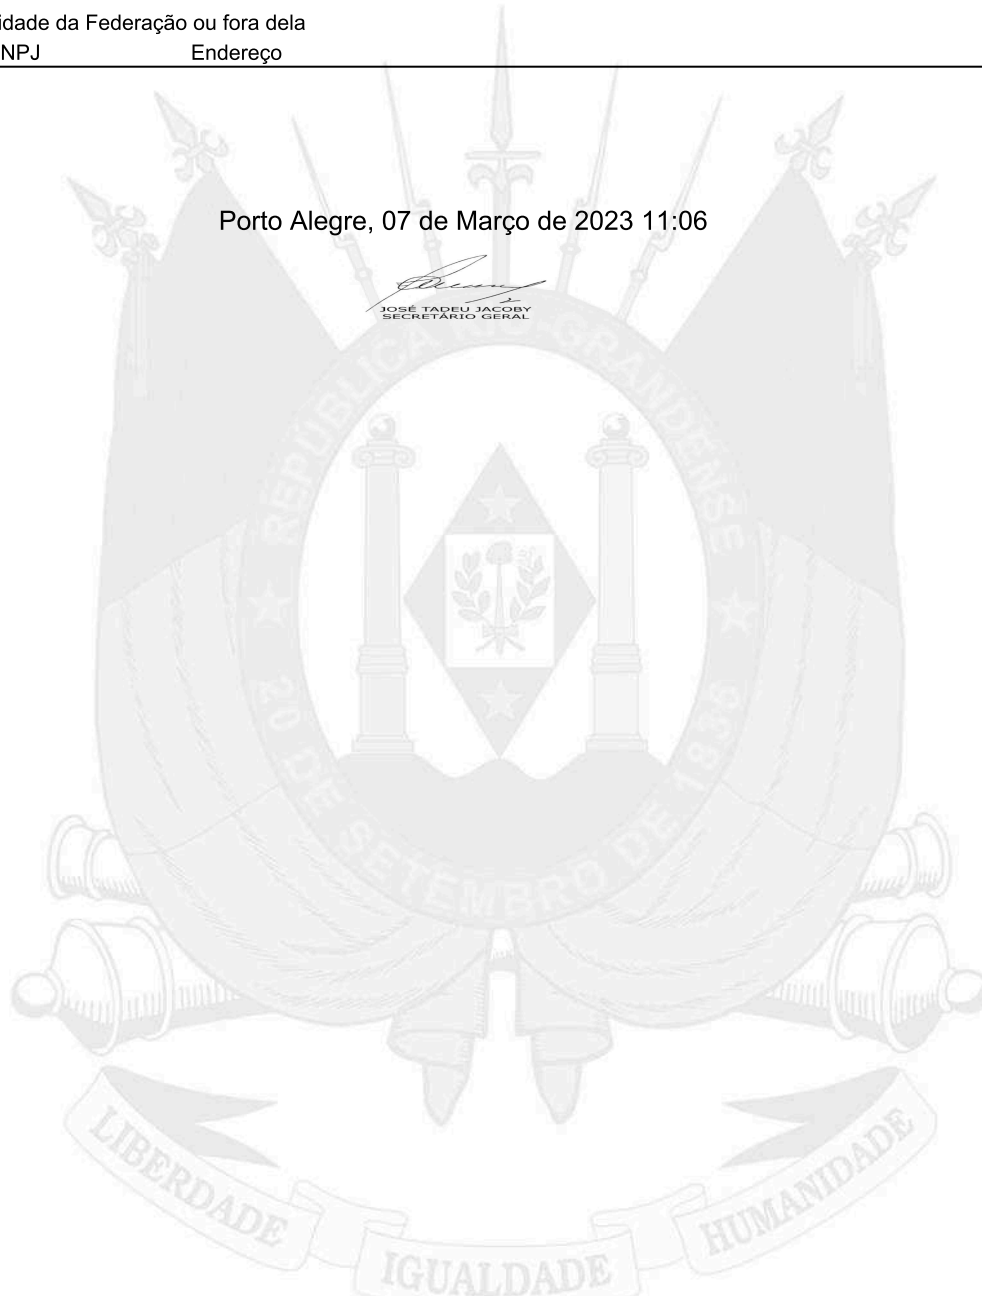 idade da Federação ou fora dela
NPJ Endereço
Porto Alegre, 07 de Março de 2023 11:06
JOSÉ TADEU JACOBY
SECRETÁRIO GERAL
REPÚBLICA RIO-GRANDENSE
20 DE SETEMBRO DE 1935
LIBERDADE
IGUALDADE
HUMANIDADE